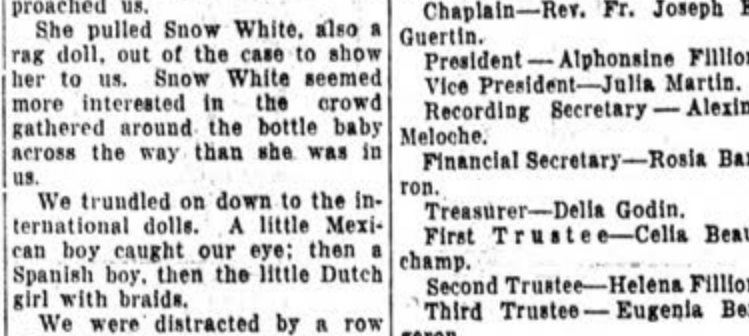 proached us.
She pulled Snow White, also a
rag doll, out of the case to show
her to us. Snow White seemed
more interested in the crowd
gathered around the bottle baby
across the way than she was in
us.
We trundled on down to the in-
ternational dolls. A little Mexi-
can boy caught our eye; then a
Spanish boy, then the little Dutch
girl with braids.
We were distracted by a row
Chaplain—Rev. Fr. Joseph
Guertin.
President — Alphonsine Fillio
Vice President—Julia Martin.
Recording Secretary — Alexin
Meloche.
Financial Secretary—Rosia Ba
ron.
Treasurer—Delia Godin.
First Trustee—Celia Beau
champ.
Second Trustee—Helena Fillio
Third Trustee — Eugenia Be
geron